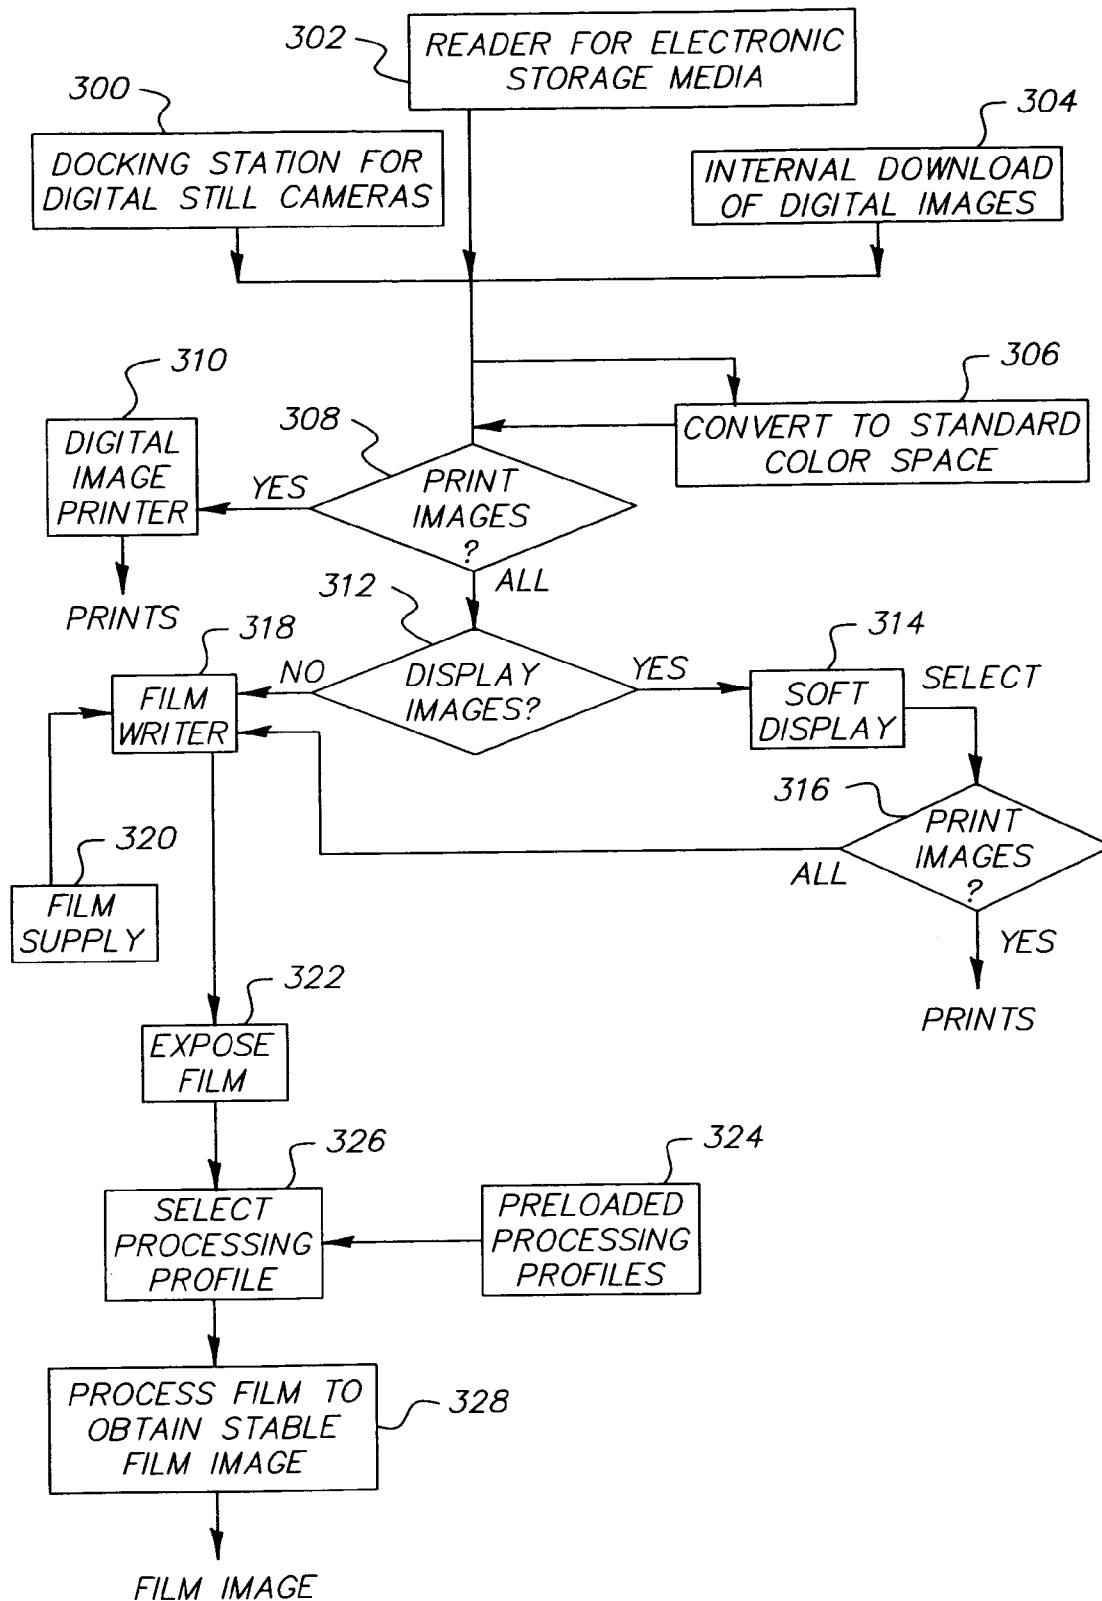 302
READER FOR ELECTRONIC
STORAGE MEDIA
300
DOCKING STATION FOR
DIGITAL STILL CAMERAS
304
INTERNAL DOWNLOAD
OF DIGITAL IMAGES
306
CONVERT TO STANDARD
COLOR SPACE
310
DIGITAL
IMAGE
PRINTER
YES
308
PRINT
IMAGES
?
ALL
PRINTS
312
DISPLAY
IMAGES?
NO
YES
318
FILM
WRITER
314
SOFT
DISPLAY
SELECT
316
PRINT
IMAGES
?
ALL
YES
PRINTS
320
FILM
SUPPLY
322
EXPOSE
FILM
326
SELECT
PROCESSING
PROFILE
324
PRELOADED
PROCESSING
PROFILES
328
PROCESS FILM TO
OBTAIN STABLE
FILM IMAGE
FILM IMAGE